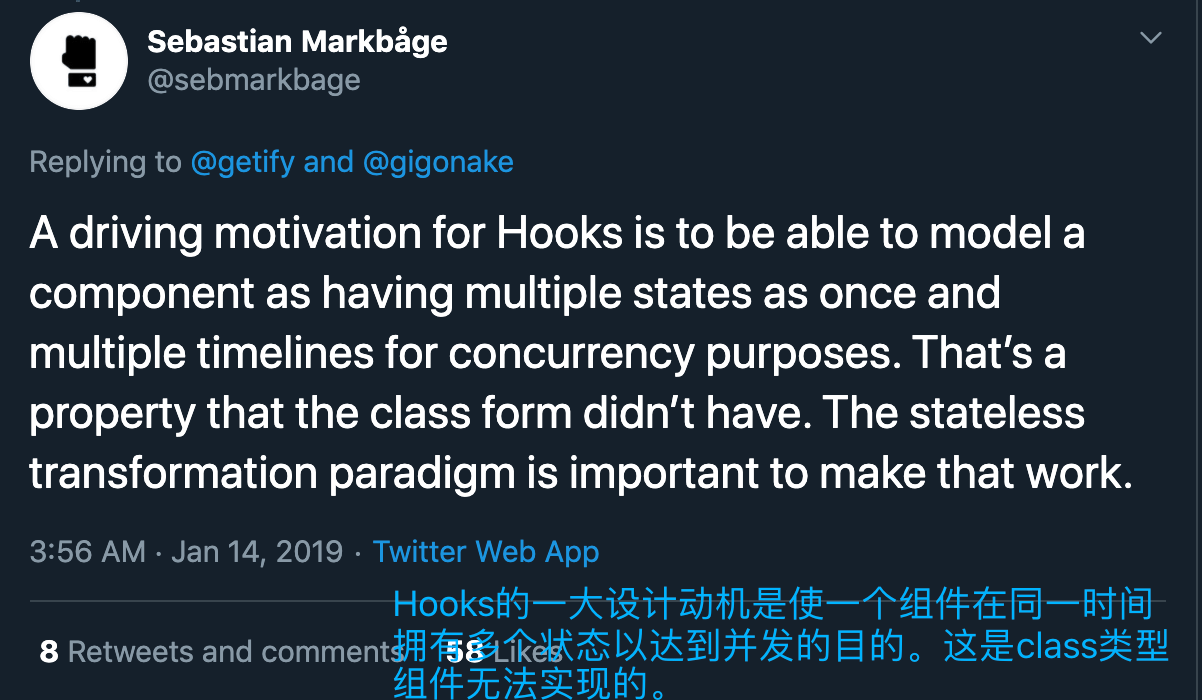 Sebastian Markbåge
@sebmarkbage
Replying to @getify and @gigonake
A driving motivation for Hooks is to be able to model a
component as having multiple states as once and
multiple timelines for concurrency purposes. That’s a
property that the class form didn’t have. The stateless
transformation paradigm is important to make that work.
3:56 AM · Jan 14, 2019 · Twitter Web App
8 Retweets and comments 58 Likes
Hooks的一大设计动机是使一个组件在同一时间
拥有多个状态以达到并发的目的。这是class类型
组件无法实现的。